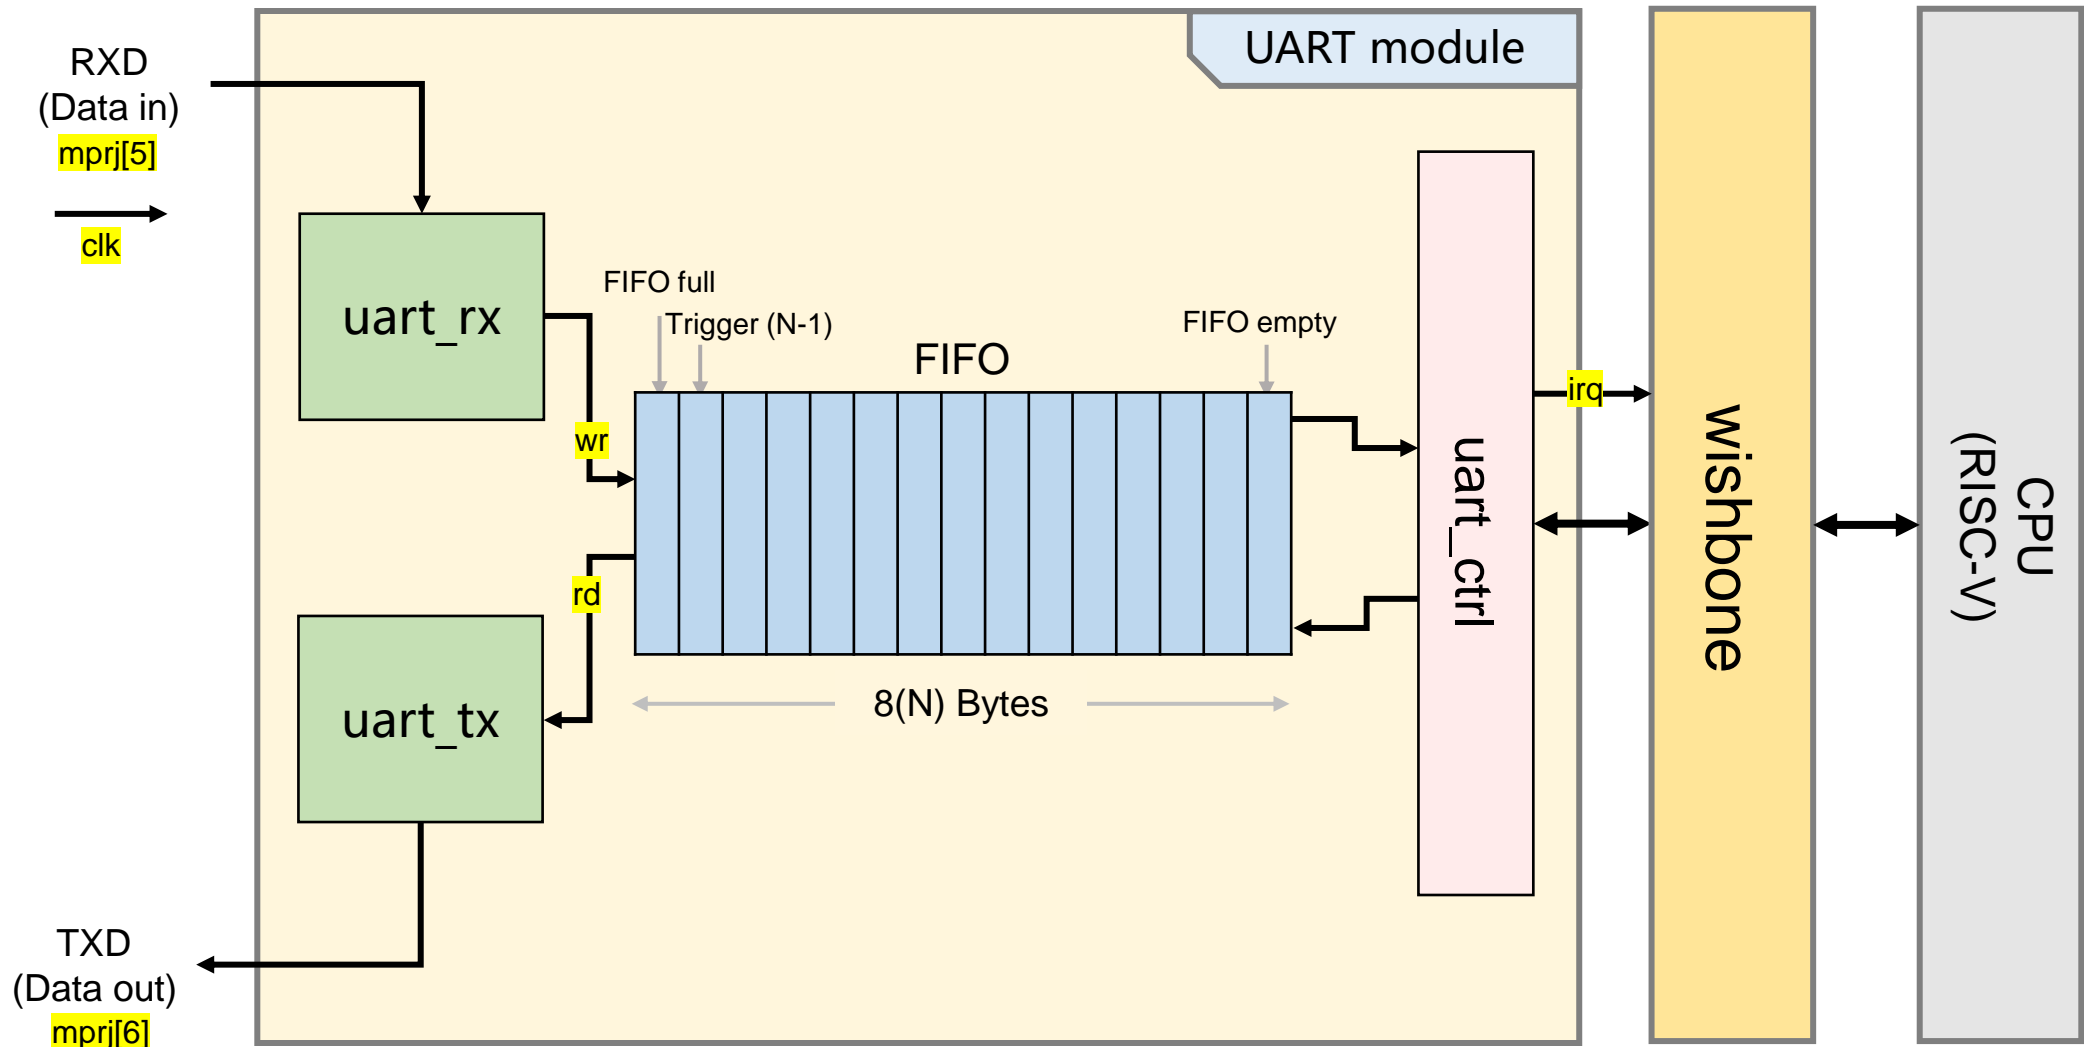 UART module
RXD
(Data in)
mprj[5]
clk
uart_rx
FIFO full
Trigger (N-1)
FIFO empty
FIFO
irq
wr
rd
uart_ctrl
wishbone
CPU
(RISC-V)
8(N) Bytes
uart_tx
TXD
(Data out)
mprj[6]